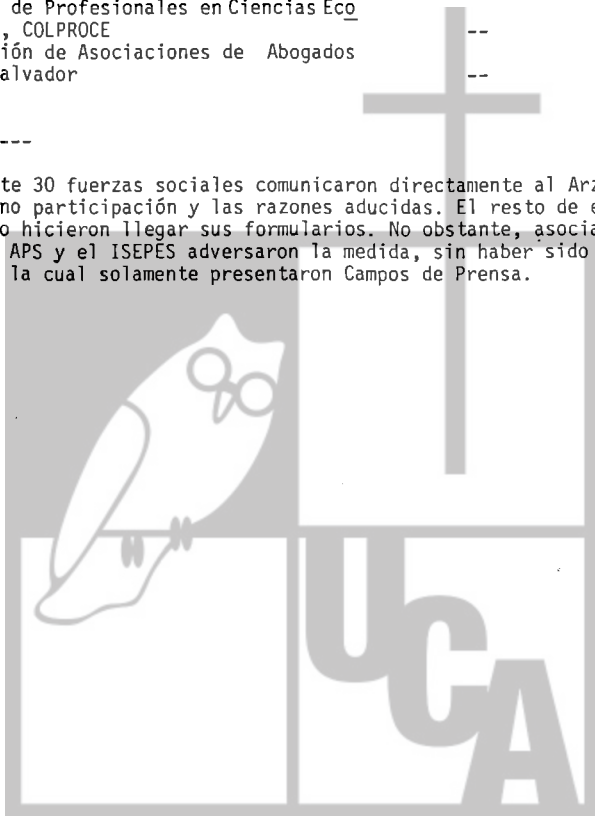 de Profesionales en Ciencias Eco
, COLPROCE --
ión de Asociaciones de Abogados
alvador --
---
te 30 fuerzas sociales comunicaron directamente al Arz
no participación y las razones aducidas. El resto de e
o hicieron llegar sus formularios. No obstante, asocia
APS y el ISEPES adversaron la medida, sin haber sido
la cual solamente presentaron Campos de Prensa.
UCA